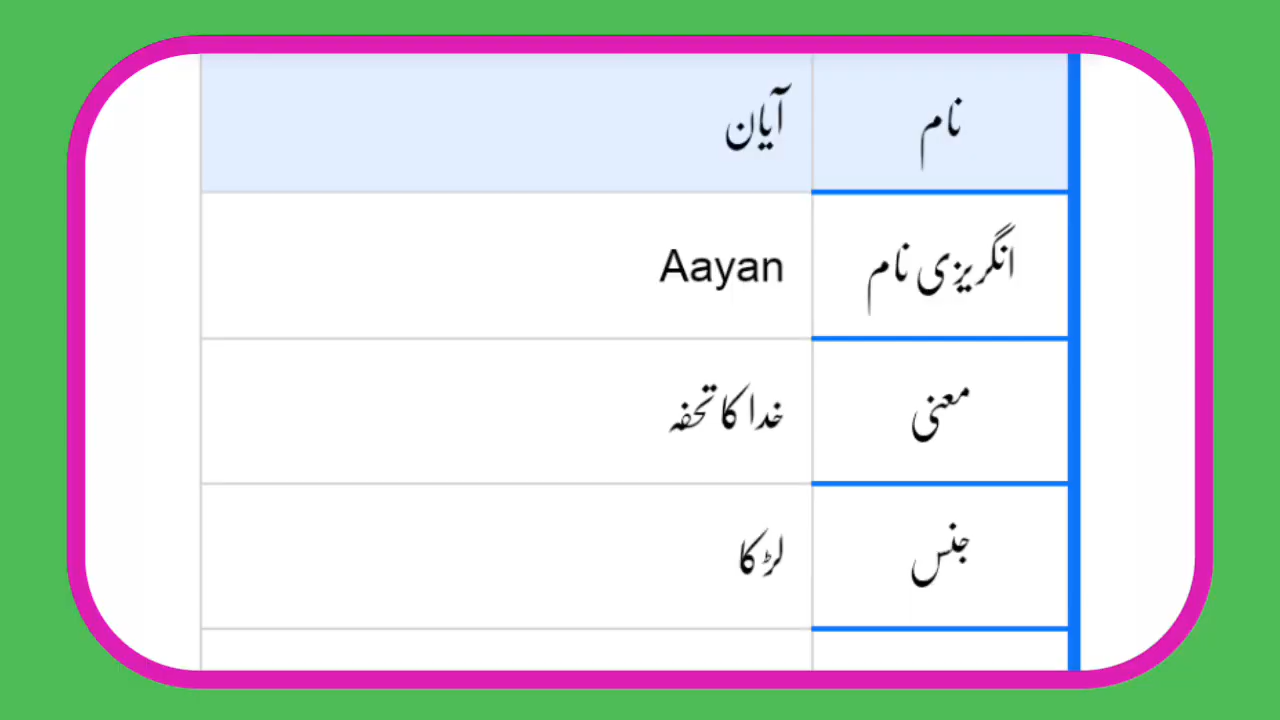 نام آیان
انگریزی نام Aayan
معنی خدا کا تحفہ
جنس لڑکا